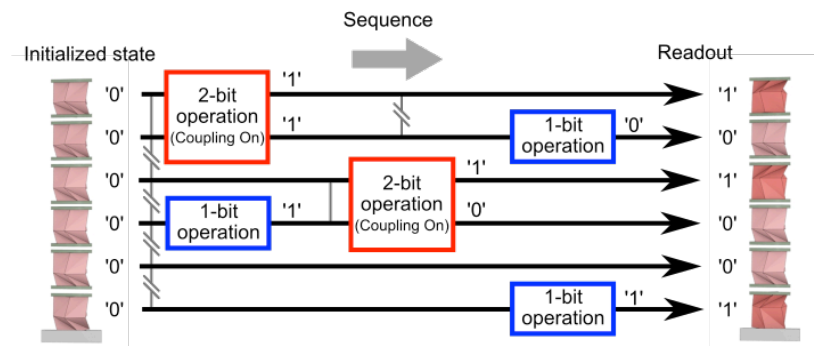 Sequence
Initialized state
Readout
'0'
2-bit
operation
(Coupling On)
'1'
'1'
'0'
'1'
1-bit
operation
'0'
'0'
'0'
2-bit
operation
(Coupling On)
'1'
'1'
'0'
1-bit
operation
'1'
'0'
'0'
'0'
'0'
'0'
1-bit
operation
'1'
'1'